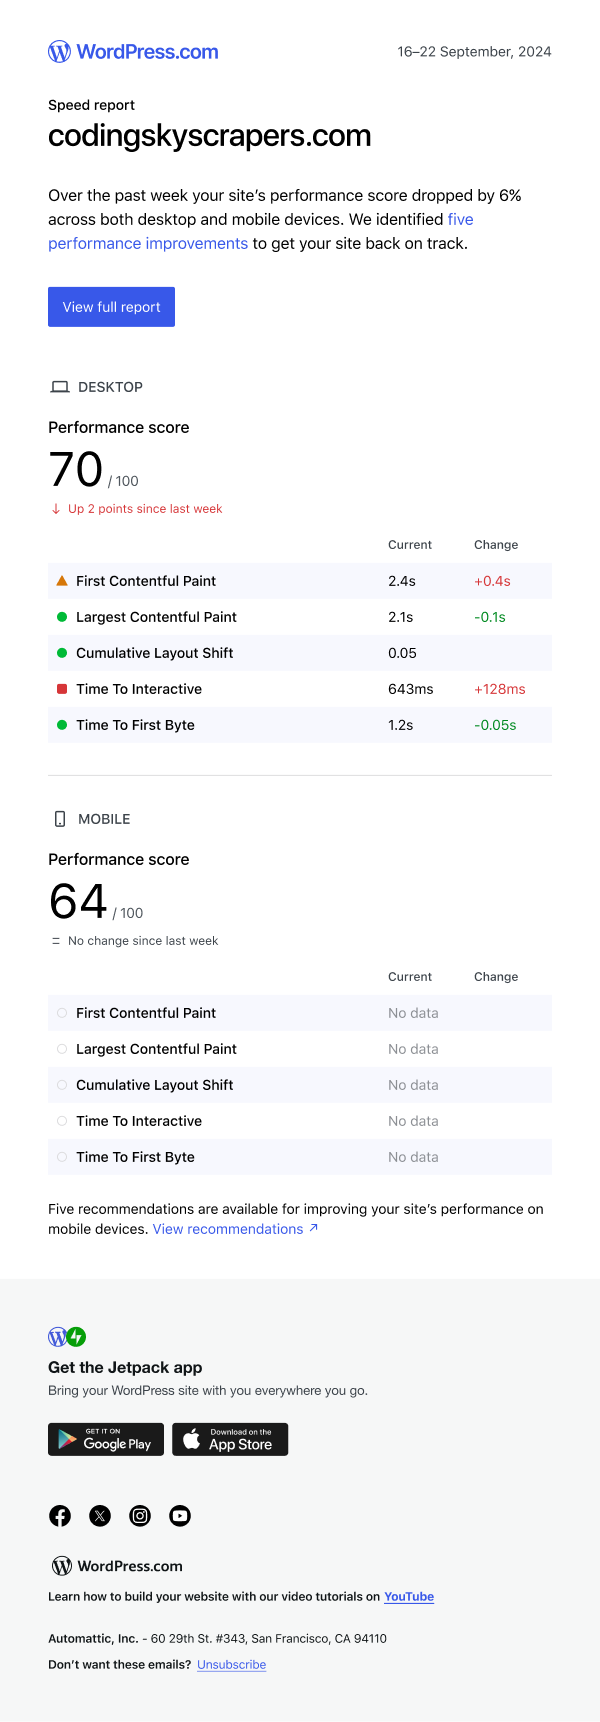 WordPress.com
16–22 September, 2024
Speed report
codingskyscrapers.com
Over the past week your site’s performance score dropped by 6%
across both desktop and mobile devices. We identified five
performance improvements to get your site back on track.
View full report
DESKTOP
Performance score
70 / 100
↓ Up 2 points since last week
Current Change
First Contentful Paint 2.4s +0.4s
Largest Contentful Paint 2.1s -0.1s
Cumulative Layout Shift 0.05
Time To Interactive 643ms +128ms
Time To First Byte 1.2s -0.05s
MOBILE
Performance score
64 / 100
= No change since last week
Current Change
First Contentful Paint No data
Largest Contentful Paint No data
Cumulative Layout Shift No data
Time To Interactive No data
Time To First Byte No data
Five recommendations are available for improving your site’s performance on
mobile devices. View recommendations ↗
Get the Jetpack app
Bring your WordPress site with you everywhere you go.
GET IT ON
Google Play
Download on the
App Store
WordPress.com
Learn how to build your website with our video tutorials on YouTube
Automattic, Inc. - 60 29th St. #343, San Francisco, CA 94110
Don’t want these emails? Unsubscribe